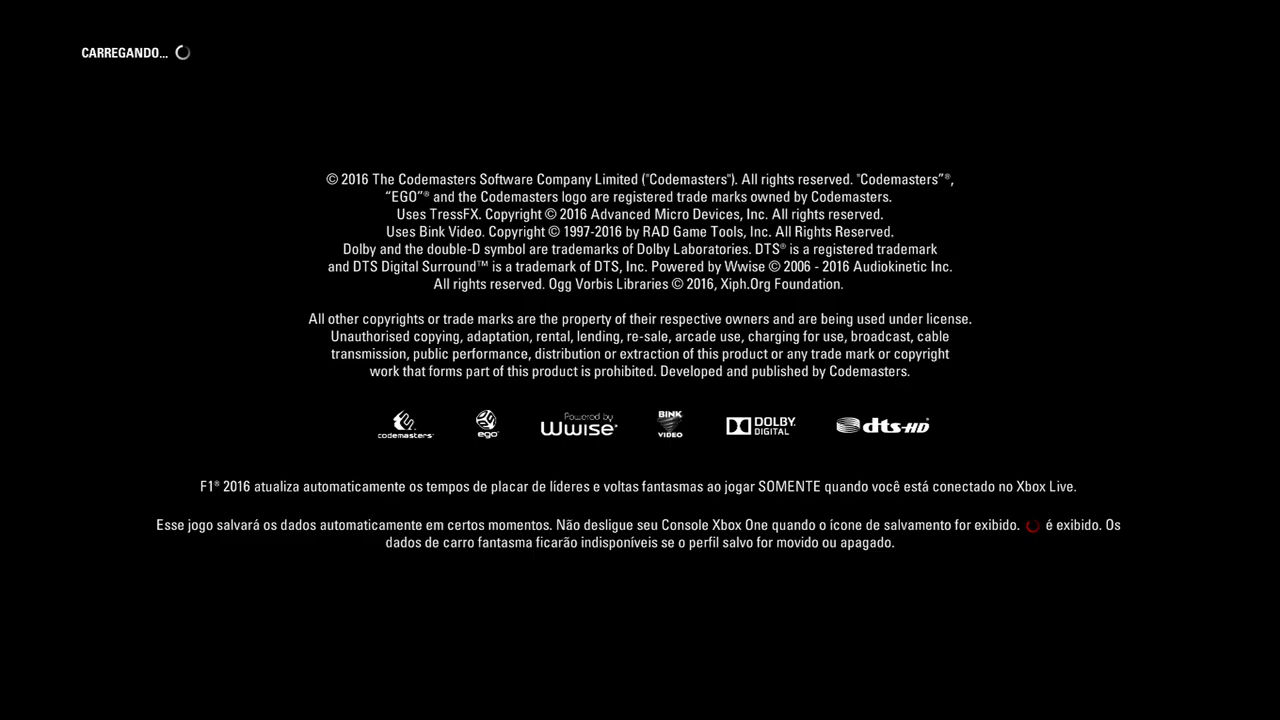 CARREGANDO...
© 2016 The Codemasters Software Company Limited ("Codemasters"). All rights reserved. "Codemasters”®,
“EGO”® and the Codemasters logo are registered trade marks owned by Codemasters.
Uses TressFX. Copyright © 2016 Advanced Micro Devices, Inc. All rights reserved.
Uses Bink Video. Copyright © 1997-2016 by RAD Game Tools, Inc. All Rights Reserved.
Dolby and the double-D symbol are trademarks of Dolby Laboratories. DTS® is a registered trademark
and DTS Digital Surround™ is a trademark of DTS, Inc. Powered by Wwise © 2006 - 2016 Audiokinetic Inc.
All rights reserved. Ogg Vorbis Libraries © 2016, Xiph.Org Foundation.
All other copyrights or trade marks are the property of their respective owners and are being used under license.
Unauthorised copying, adaptation, rental, lending, re-sale, arcade use, charging for use, broadcast, cable
transmission, public performance, distribution or extraction of this product or any trade mark or copyright
work that forms part of this product is prohibited. Developed and published by Codemasters.
codemasters®
ego™
Powered by
Wwise®
BINK
VIDEO
DOLBY
DIGITAL
dts-HD®
F1® 2016 atualiza automaticamente os tempos de placar de líderes e voltas fantasmas ao jogar SOMENTE quando você está conectado no Xbox Live.
Esse jogo salvará os dados automaticamente em certos momentos. Não desligue seu Console Xbox One quando o ícone de salvamento for exibido. é exibido. Os
dados de carro fantasma ficarão indisponíveis se o perfil salvo for movido ou apagado.